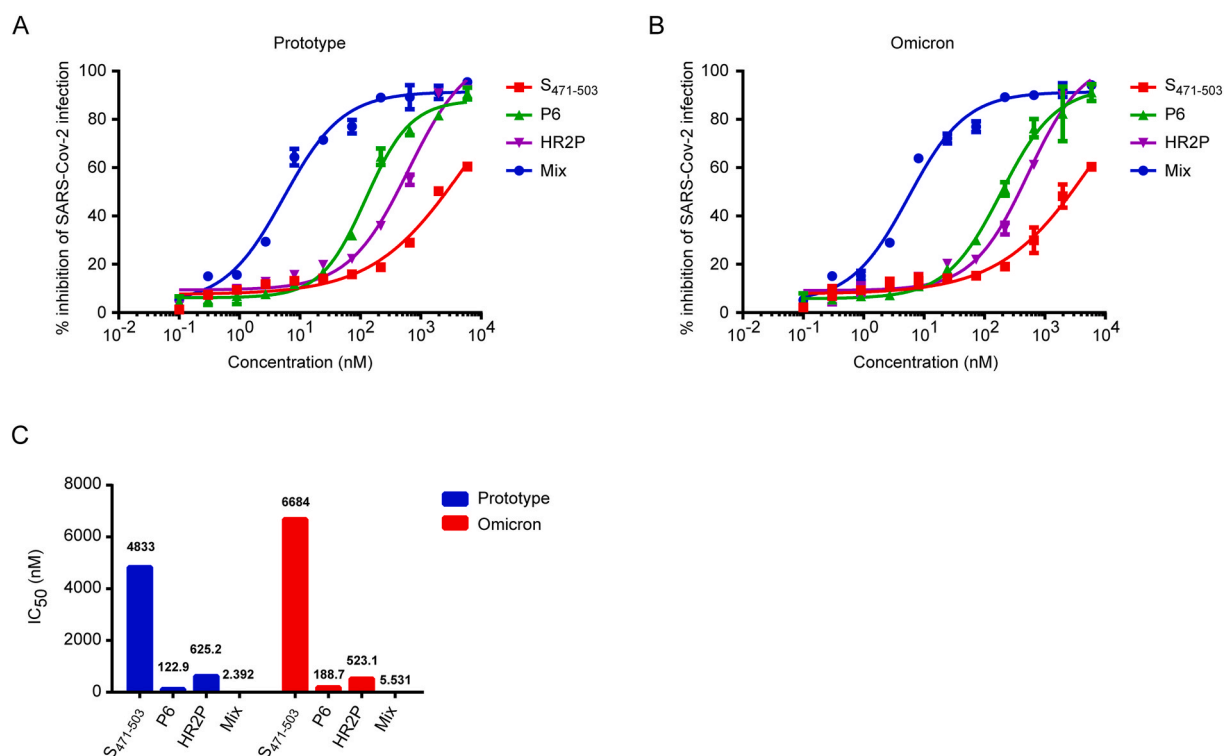 A
Prototype
% inhibition of SARS-Cov-2 infection
100
80
60
40
20
0
10-2 10-1 100 101 102 103 104
Concentration (nM)
S471-503
P6
HR2P
Mix
B
Omicron
% inhibition of SARS-Cov-2 infection
100
80
60
40
20
0
10-2 10-1 100 101 102 103 104
Concentration (nM)
S471-503
P6
HR2P
Mix
C
IC50 (nM)
8000
6000
4000
2000
0
4833
122.9
625.2
2.392
6684
188.7
523.1
5.531
S471-503
P6
HR2P
Mix
S471-503
P6
HR2P
Mix
Prototype
Omicron